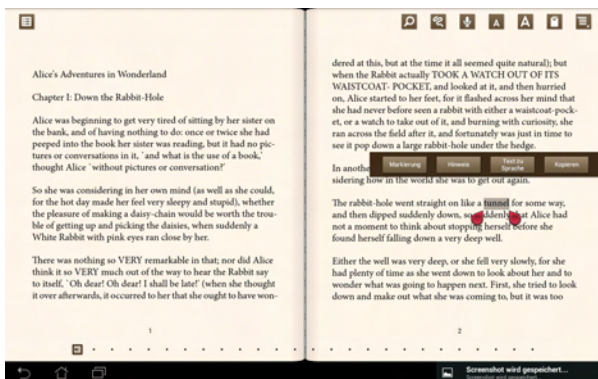 Alice's Adventures in Wonderland
Chapter I: Down the Rabbit-Hole
Alice was beginning to get very tired of sitting by her sister on
the bank, and of having nothing to do: once or twice she had
peeped into the book her sister was reading, but it had no pic-
tures or conversations in it, `and what is the use of a book,'
thought Alice `without pictures or conversation?'
So she was considering in her own mind (as well as she could,
for the hot day made her feel very sleepy and stupid), whether
the pleasure of making a daisy-chain would be worth the trou-
ble of getting up and picking the daisies, when suddenly a
White Rabbit with pink eyes ran close by her.
There was nothing so VERY remarkable in that; nor did Alice
think it so VERY much out of the way to hear the Rabbit say
to itself, `Oh dear! Oh dear! I shall be late!' (when she thought
it over afterwards, it occurred to her that she ought to have won-
1
A
A
dered at this, but at the time it all seemed quite natural); but
when the Rabbit actually TOOK A WATCH OUT OF ITS
WAISTCOAT- POCKET, and looked at it, and then hurried
on, Alice started to her feet, for it flashed across her mind that
she had never before seen a rabbit with either a waistcoat-pock-
et, or a watch to take out of it, and burning with curiosity, she
ran across the field after it, and fortunately was just in time to
see it pop down a large rabbit-hole under the hedge.
Markierung Hinweis Text zu Sprache Kopieren
In anothe
sidering how in the world she was to get out again.
The rabbit-hole went straight on like a tunnel for some way,
and then dipped suddenly down, so suddenly that Alice had
not a moment to think about stopping herself before she
found herself falling down a very deep well.
Either the well was very deep, or she fell very slowly, for she
had plenty of time as she went down to look about her and to
wonder what was going to happen next. First, she tried to look
down and make out what she was coming to, but it was too
2
Screenshot wird gespeichert...
Screenshot wird gespeichert.